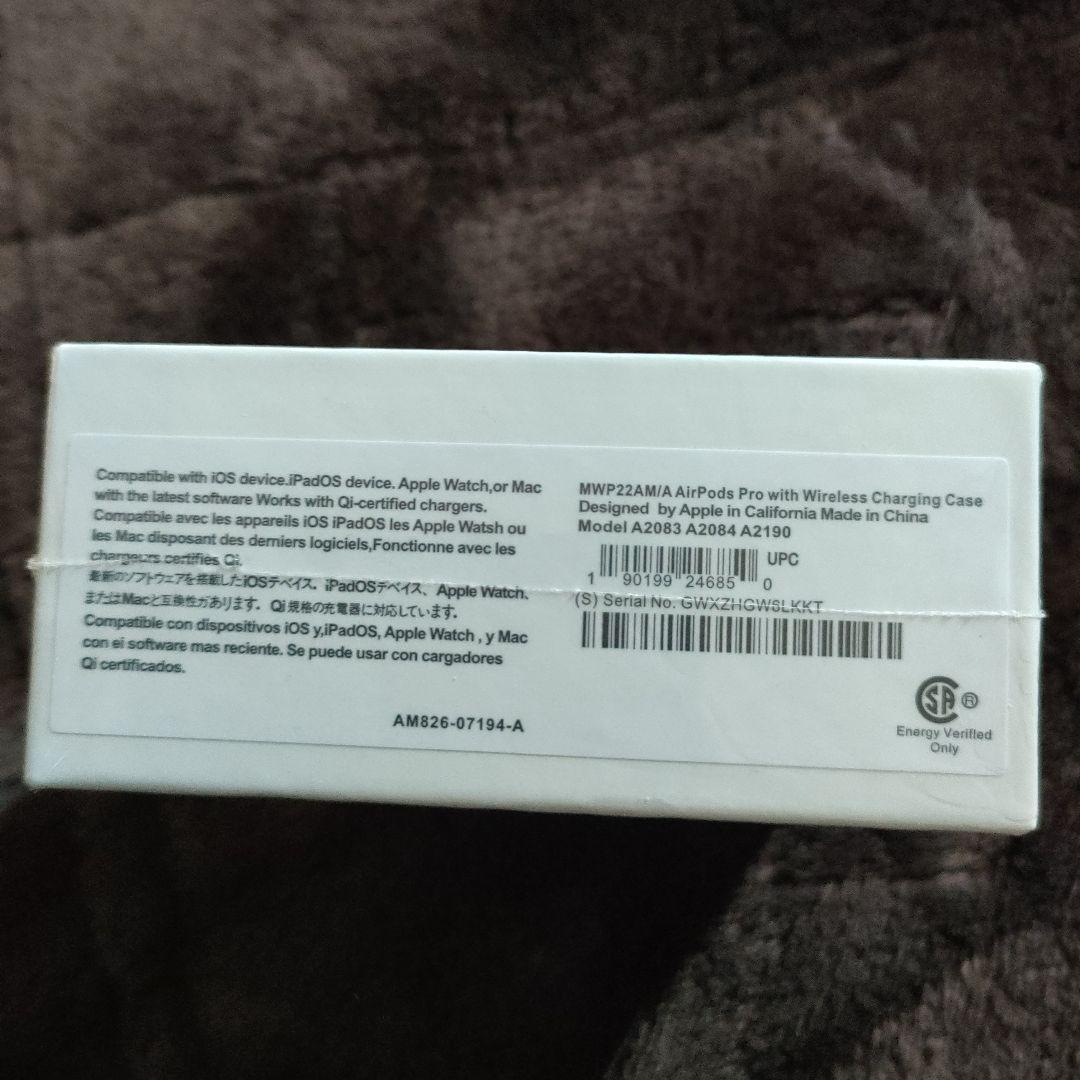 Compatible with iOS device.iPadOS device. Apple Watch,or Mac
with the latest software Works with Qi-certified chargers.
Compatible avec les appareils iOS iPadOS les Apple Watsh ou
les Mac disposant des derniers logiciels,Fonctionne avec les
chargeurs certifies Qi.
最新のソフトウェアを搭載したiOSデベイス．iPadOSデベイス、Apple Watch、
またはMacと互換性があります。Qi規格の充電器に対応しています。
Compatible con dispositivos iOS y,iPadOS, Apple Watch , y Mac
con ei software mas reciente. Se puede usar con cargadores
Qi certificados.
AM826-07194-A
MWP22AM/A AirPods Pro with Wireless Charging Case
Designed by Apple in California Made in China
Model A2083 A2084 A2190
UPC
1 90199 24685 0
(S) Serial No. GWXZHGW6LKKT
SA ®
Energy Verified
Only